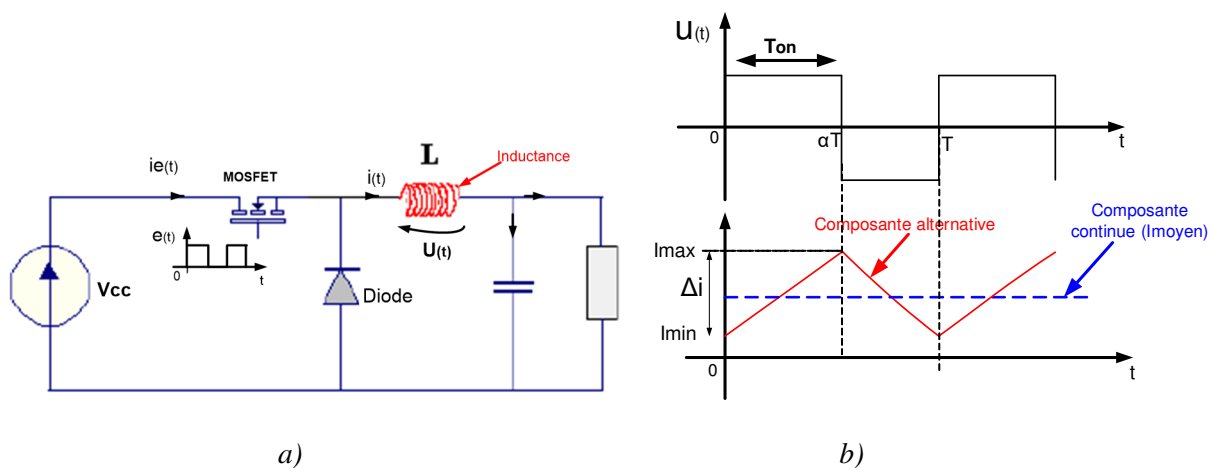 ie(t)
MOSFET
i(t)
L
Inductance
e(t)
0
t
U(t)
Vcc
Diode
a)
U(t)
Ton
0
αT
T
t
Composante alternative
Composante
continue (Imoyen)
Imax
Δi
Imin
0
t
b)